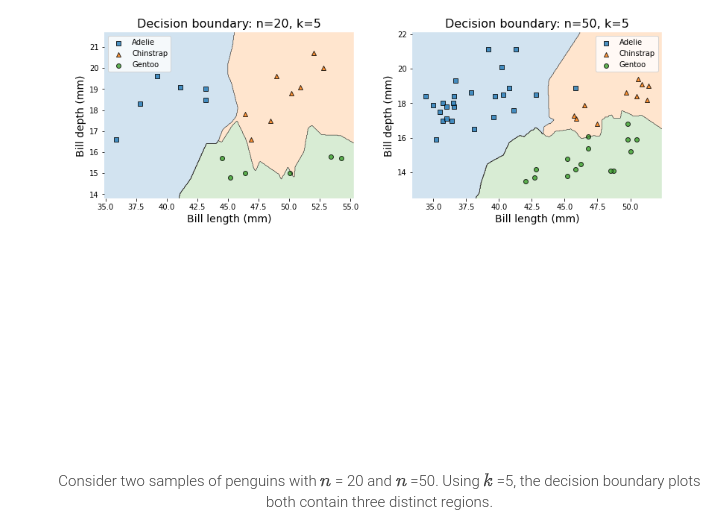 Decision boundary: n=20, k=5
Adelie
Chinstrap
Gentoo
Bill depth (mm)
21
20
19
18
17
16
15
14
35.0 37.5 40.0 42.5 45.0 47.5 50.0 52.5 55.0
Bill length (mm)
Decision boundary: n=50, k=5
Adelie
Chinstrap
Gentoo
Bill depth (mm)
22
20
18
16
14
35.0 37.5 40.0 42.5 45.0 47.5 50.0
Bill length (mm)
Consider two samples of penguins with n = 20 and n =50. Using k =5, the decision boundary plots
both contain three distinct regions.